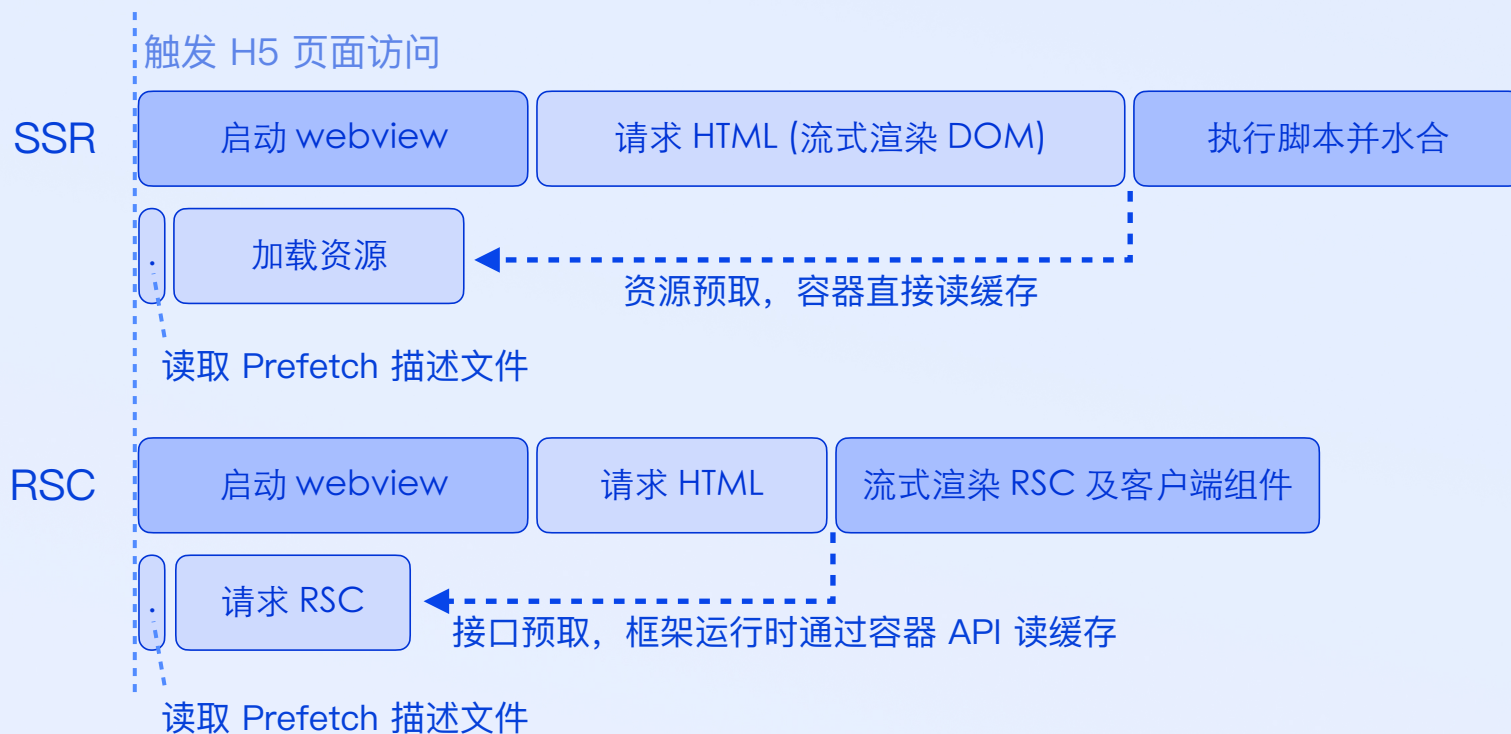 触发 H5 页面访问
SSR
启动 webview
请求 HTML (流式渲染 DOM)
执行脚本并水合
.
加载资源
资源预取，容器直接读缓存
读取 Prefetch 描述文件
RSC
启动 webview
请求 HTML
流式渲染 RSC 及客户端组件
.
请求 RSC
接口预取，框架运行时通过容器 API 读缓存
读取 Prefetch 描述文件